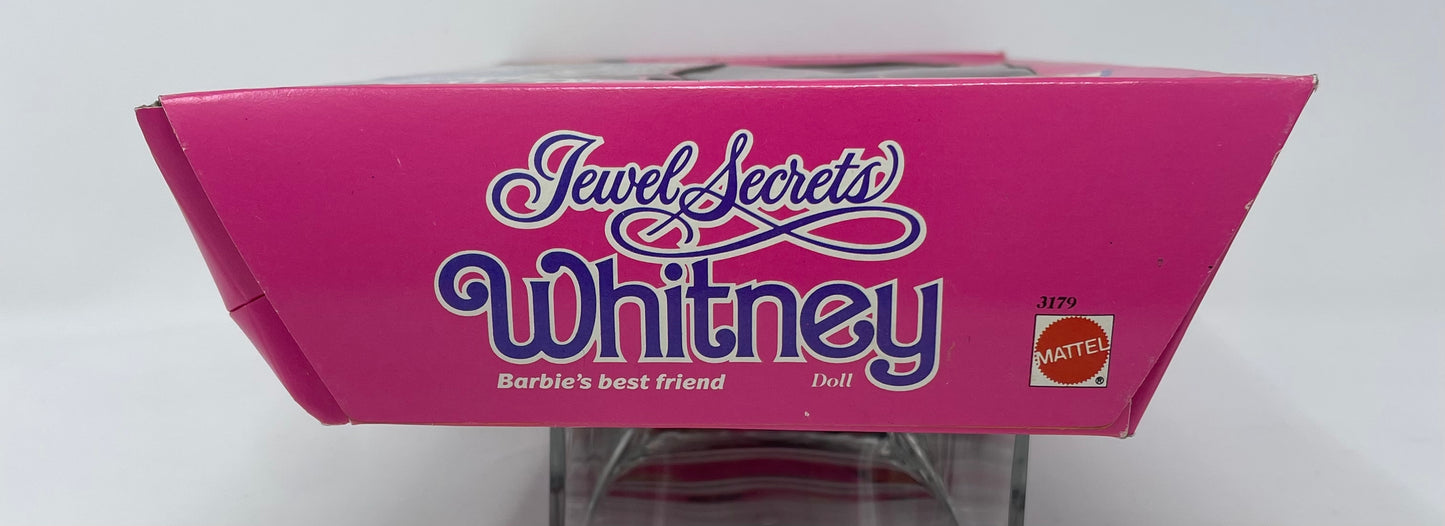 Jewel Secrets
Whitney
Barbie's best friend Doll
3179
MATTEL
®